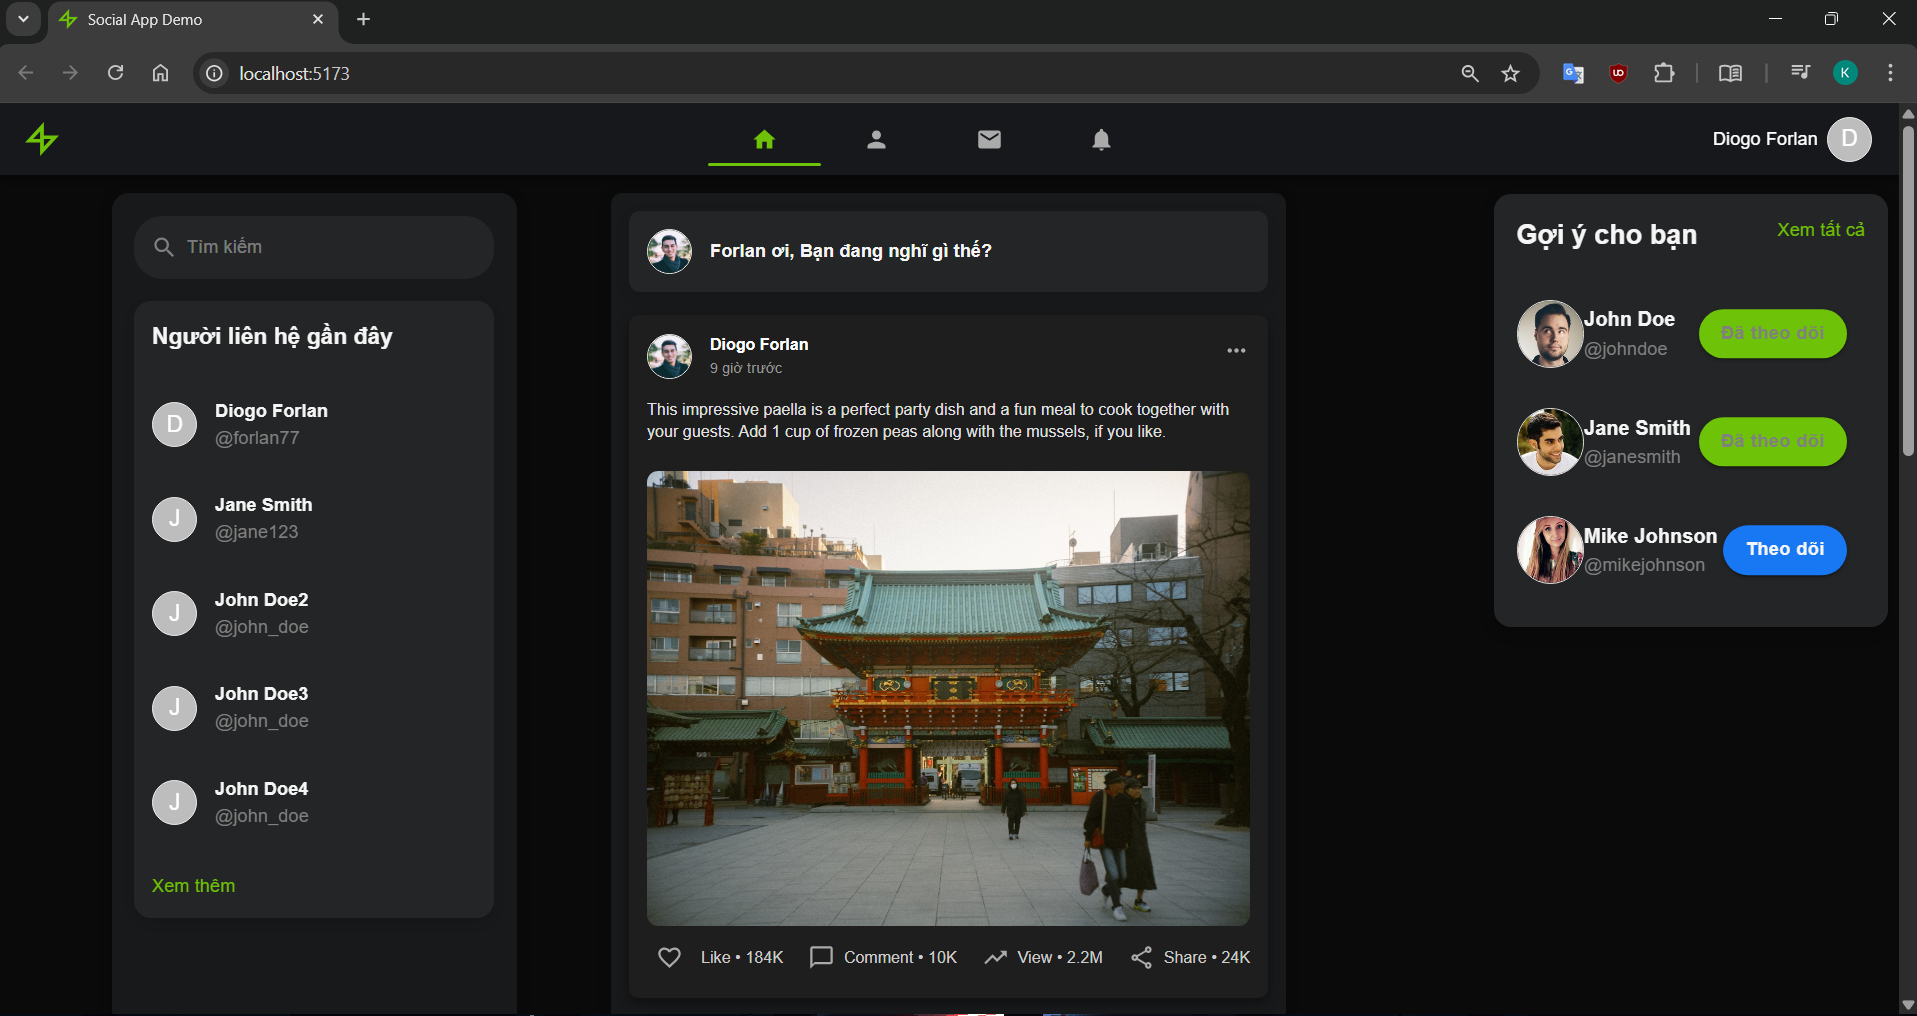 Social App Demo
localhost:5173
K
Diogo Forlan
D
Tìm kiếm
Người liên hệ gần đây
D
Diogo Forlan
@forlan77
J
Jane Smith
@jane123
J
John Doe2
@john_doe
J
John Doe3
@john_doe
J
John Doe4
@john_doe
Xem thêm
Forlan ơi, Bạn đang nghĩ gì thế?
Diogo Forlan
9 giờ trước
This impressive paella is a perfect party dish and a fun meal to cook together with
your guests. Add 1 cup of frozen peas along with the mussels, if you like.
Like • 184K
Comment • 10K
View • 2.2M
Share • 24K
Gợi ý cho bạn
Xem tất cả
John Doe
@johndoe
Đã theo dõi
Jane Smith
@janesmith
Đã theo dõi
Mike Johnson
@mikejohnson
Theo dõi